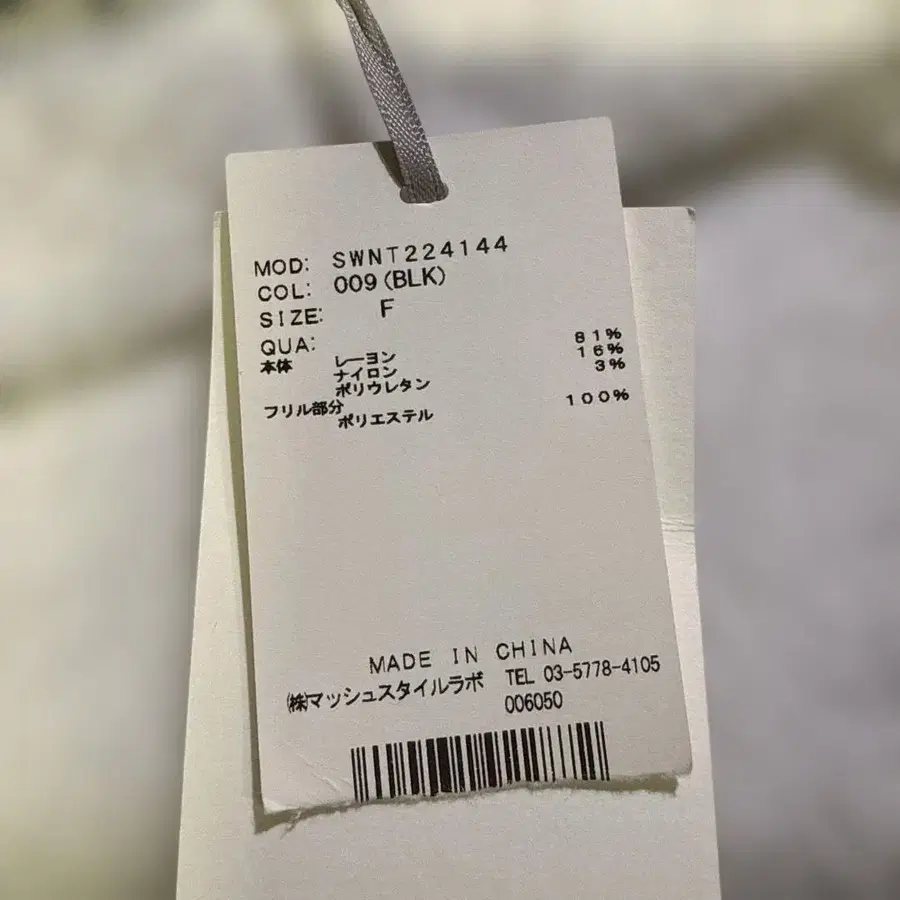 MOD: SWNT224144
COL: 009(BLK)
SIZE: F
QUA:
本体 レーヨン 81%
ナイロン 16%
ポリウレタン 3%
フリル部分
ポリエステル 100%
MADE IN CHINA
㈱マッシュスタイルラボ TEL 03-5778-4105
006050